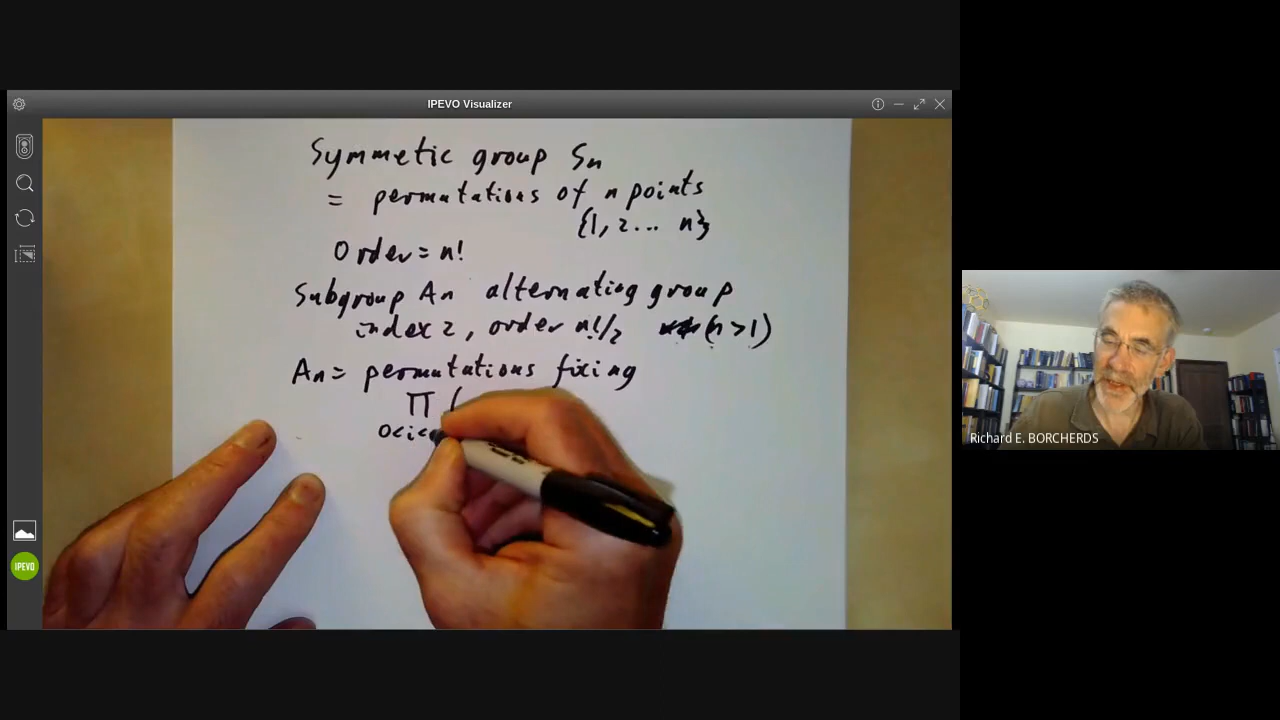 IPEVO Visualizer
Symmetic group Sn
= permutations of n points
{1, 2 ... n}
Order = n!
Subgroup An alternating group
index 2, order n!/2 (n > 1)
An = permutations fixing
∏ (
0<i<
IPEVO
Richard E. BORCHERDS